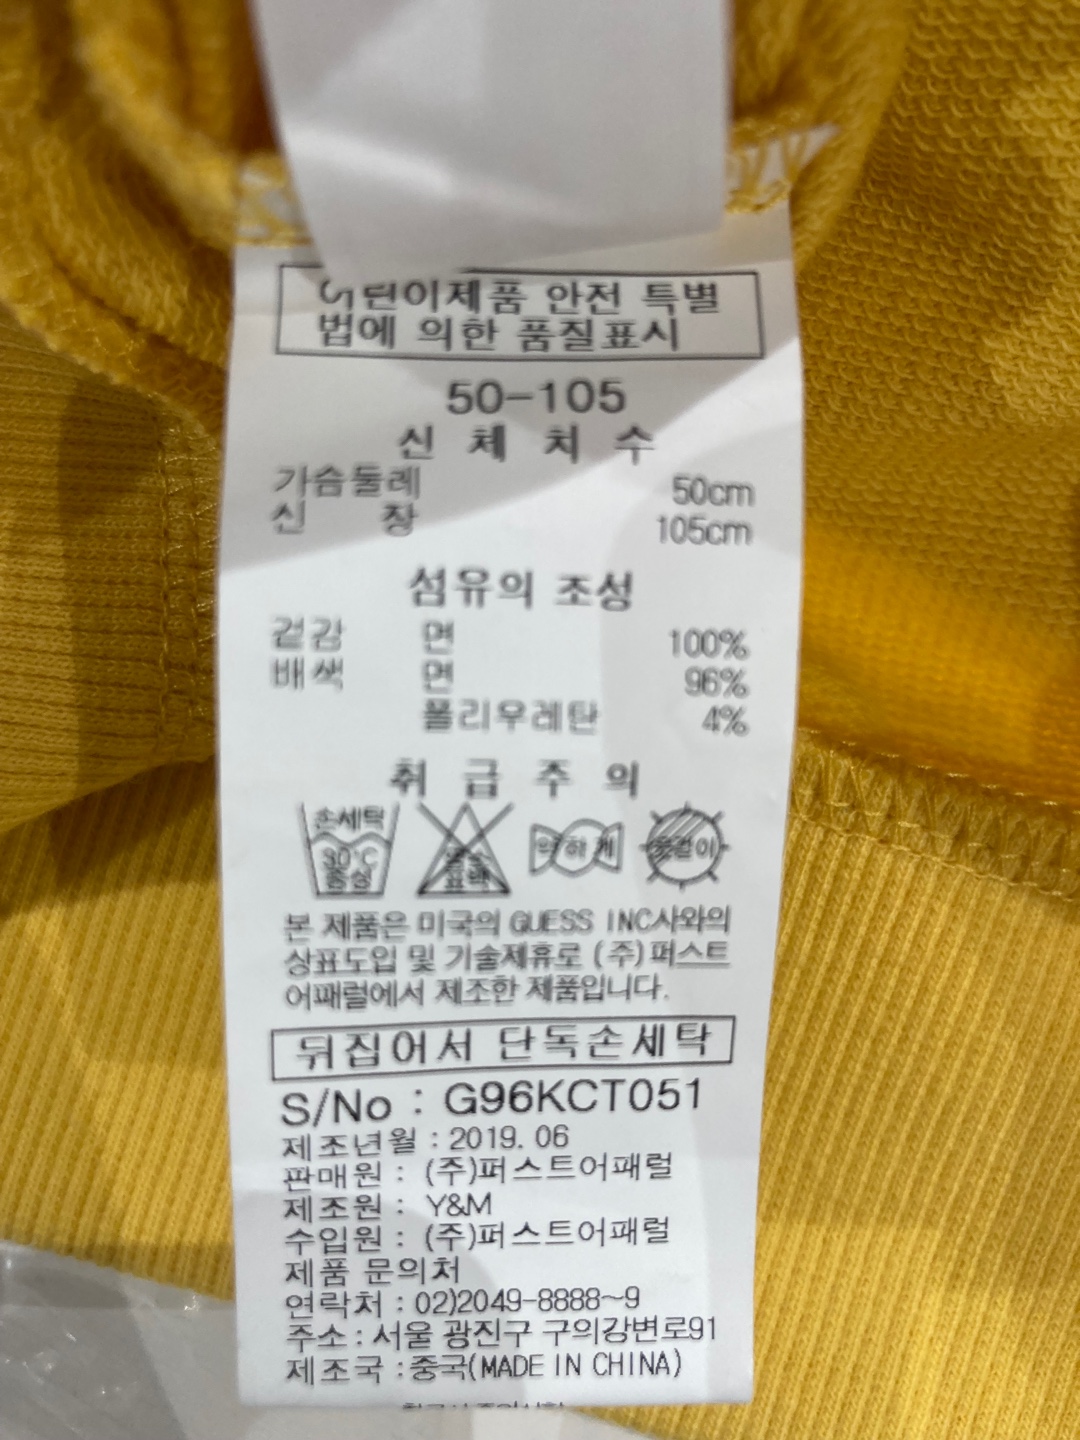 어린이제품 안전 특별
법에 의한 품질표시
50-105
신 체 치 수
가슴둘레 50cm
신 장 105cm
섬유의 조성
겉감 면 100%
배색 면 96%
폴리우레탄 4%
취 급 주 의
손세탁
30℃
중성
염소
표백
약하게
옷걸이
본 제품은 미국의 GUESS INC사와의
상표도입 및 기술제휴로 (주)퍼스트
어패럴에서 제조한 제품입니다.
뒤집어서 단독손세탁
S/No : G96KCT051
제조년월 : 2019. 06
판매원 : (주)퍼스트어패럴
제조원 : Y&M
수입원 : (주)퍼스트어패럴
제품 문의처
연락처 : 02)2049-8888~9
주소 : 서울 광진구 구의강변로91
제조국 :중국(MADE IN CHINA)